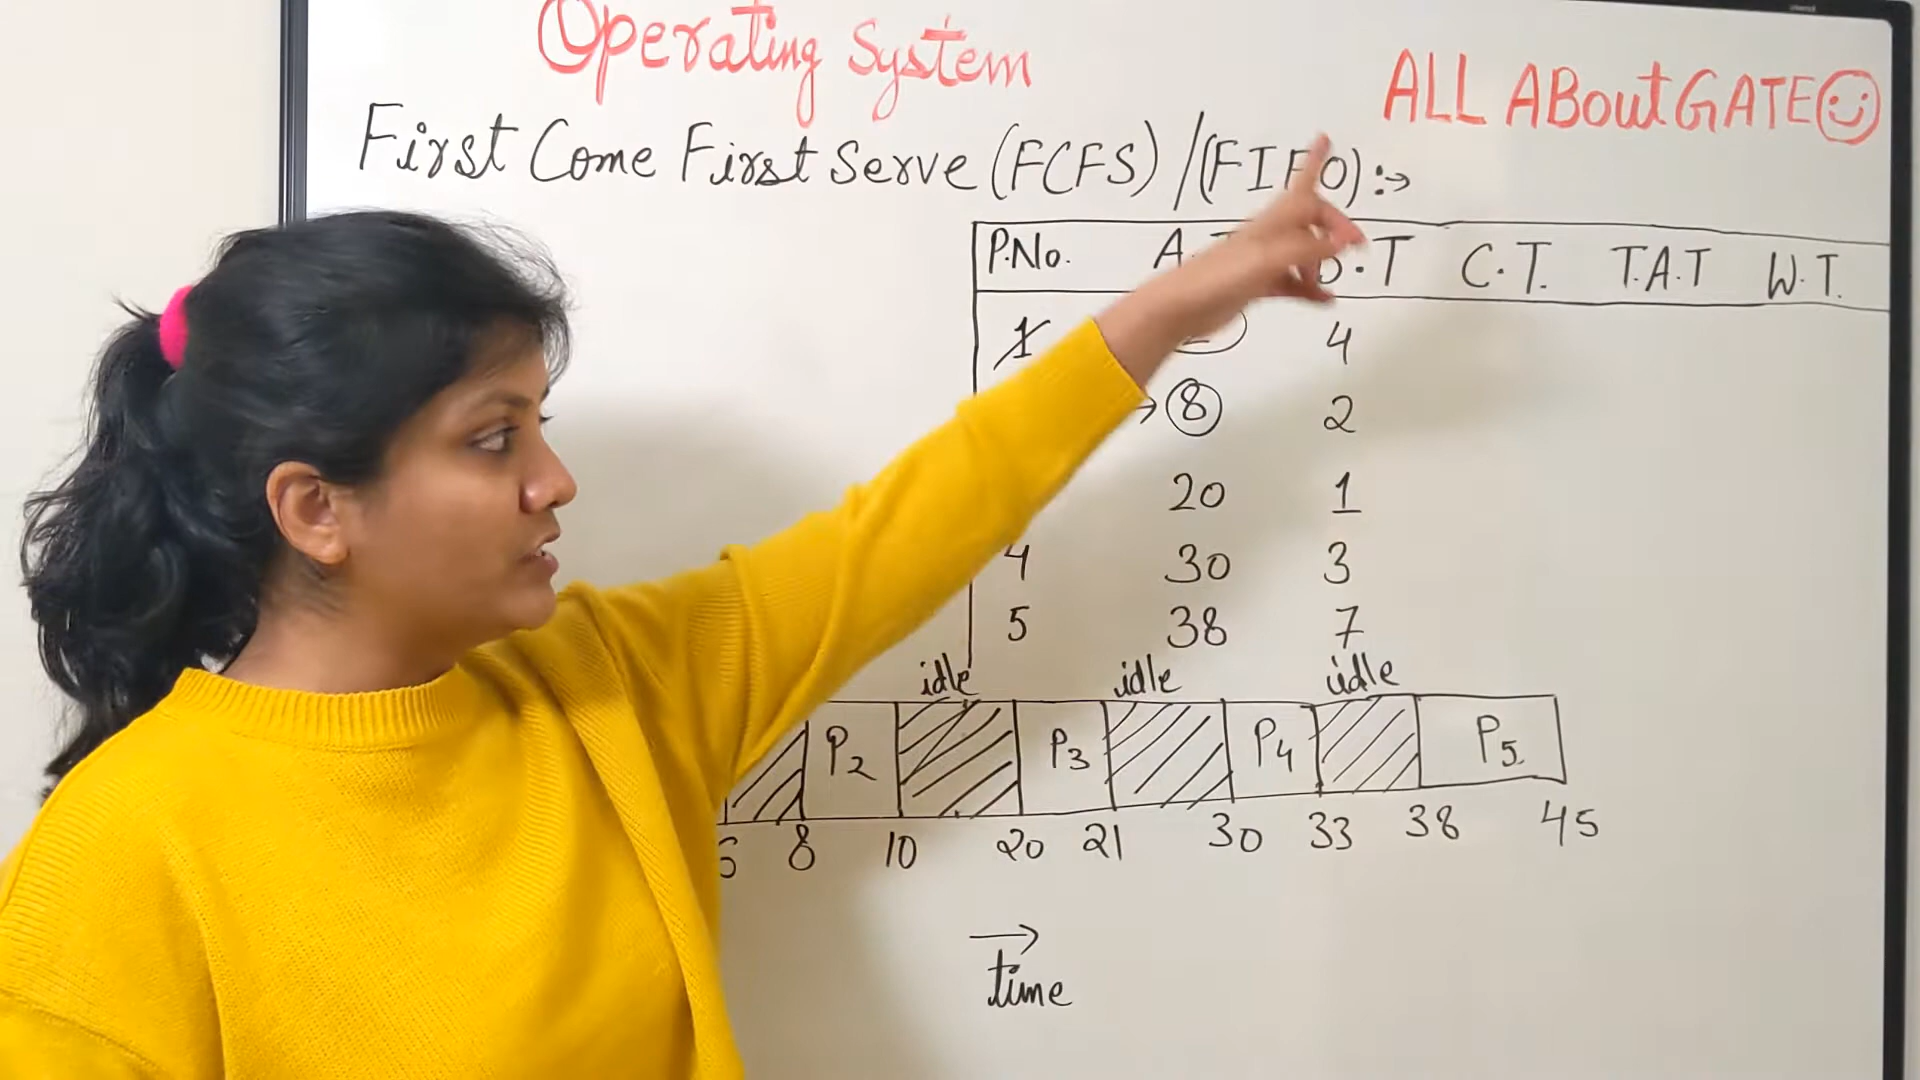 Operating System
ALL ABout GATE
First Come First Serve (FCFS) / (FIFO) :→
P.No. B.T C.T. T.A.T W.T.
1 4
→ 8 2
20 1
4 30 3
5 38 7
idle idle idle
P2 P3 P4 P5
8 10 20 21 30 33 38 45
→
time